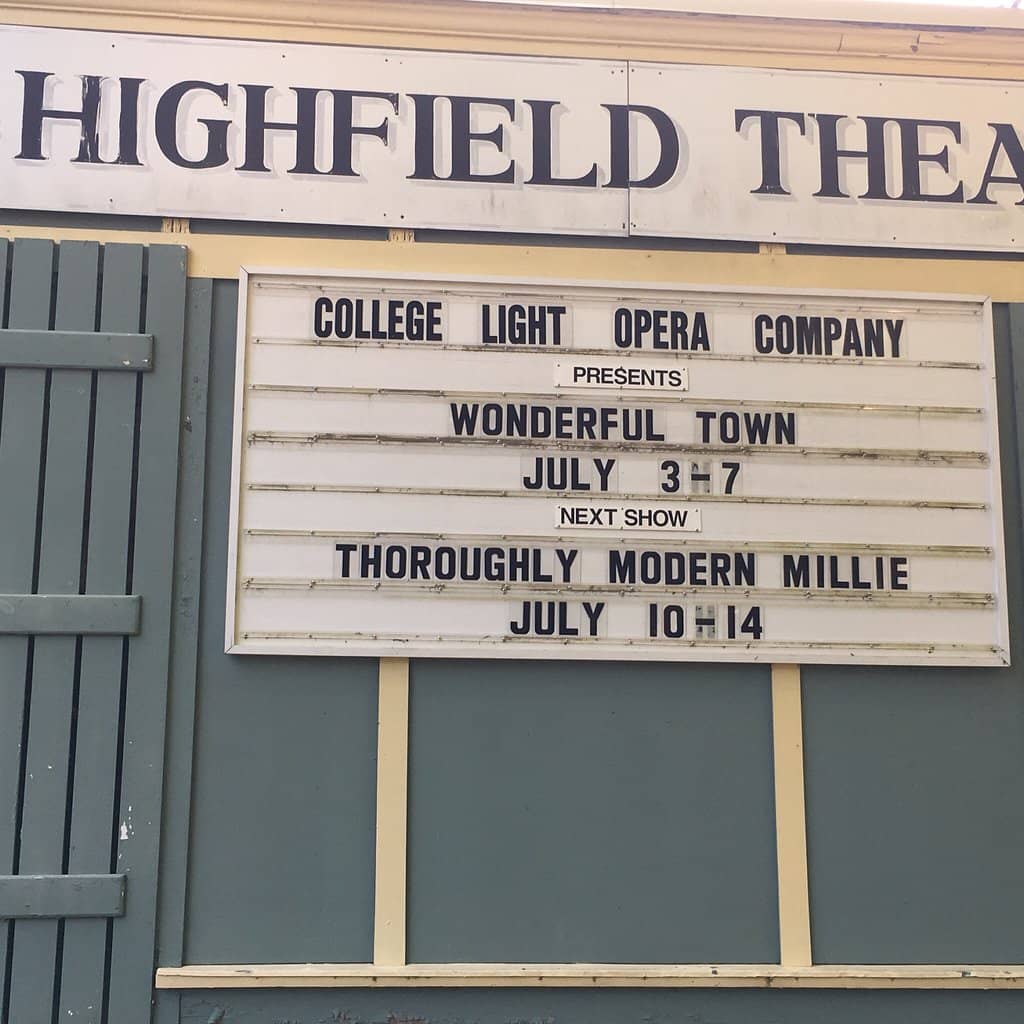 HIGHFIELD THEA
COLLEGE LIGHT OPERA COMPANY
PRESENTS
WONDERFUL TOWN
JULY 3-7
NEXT SHOW
THOROUGHLY MODERN MILLIE
JULY 10-14